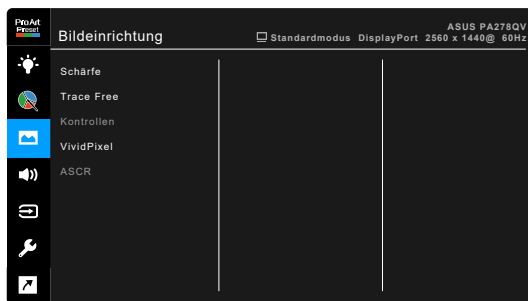 ProArt
Preset
Bildeinrichtung
ASUS PA278QV
Standardmodus DisplayPort 2560 x 1440@ 60Hz
Schärfe
Trace Free
Kontrollen
VividPixel
ASCR